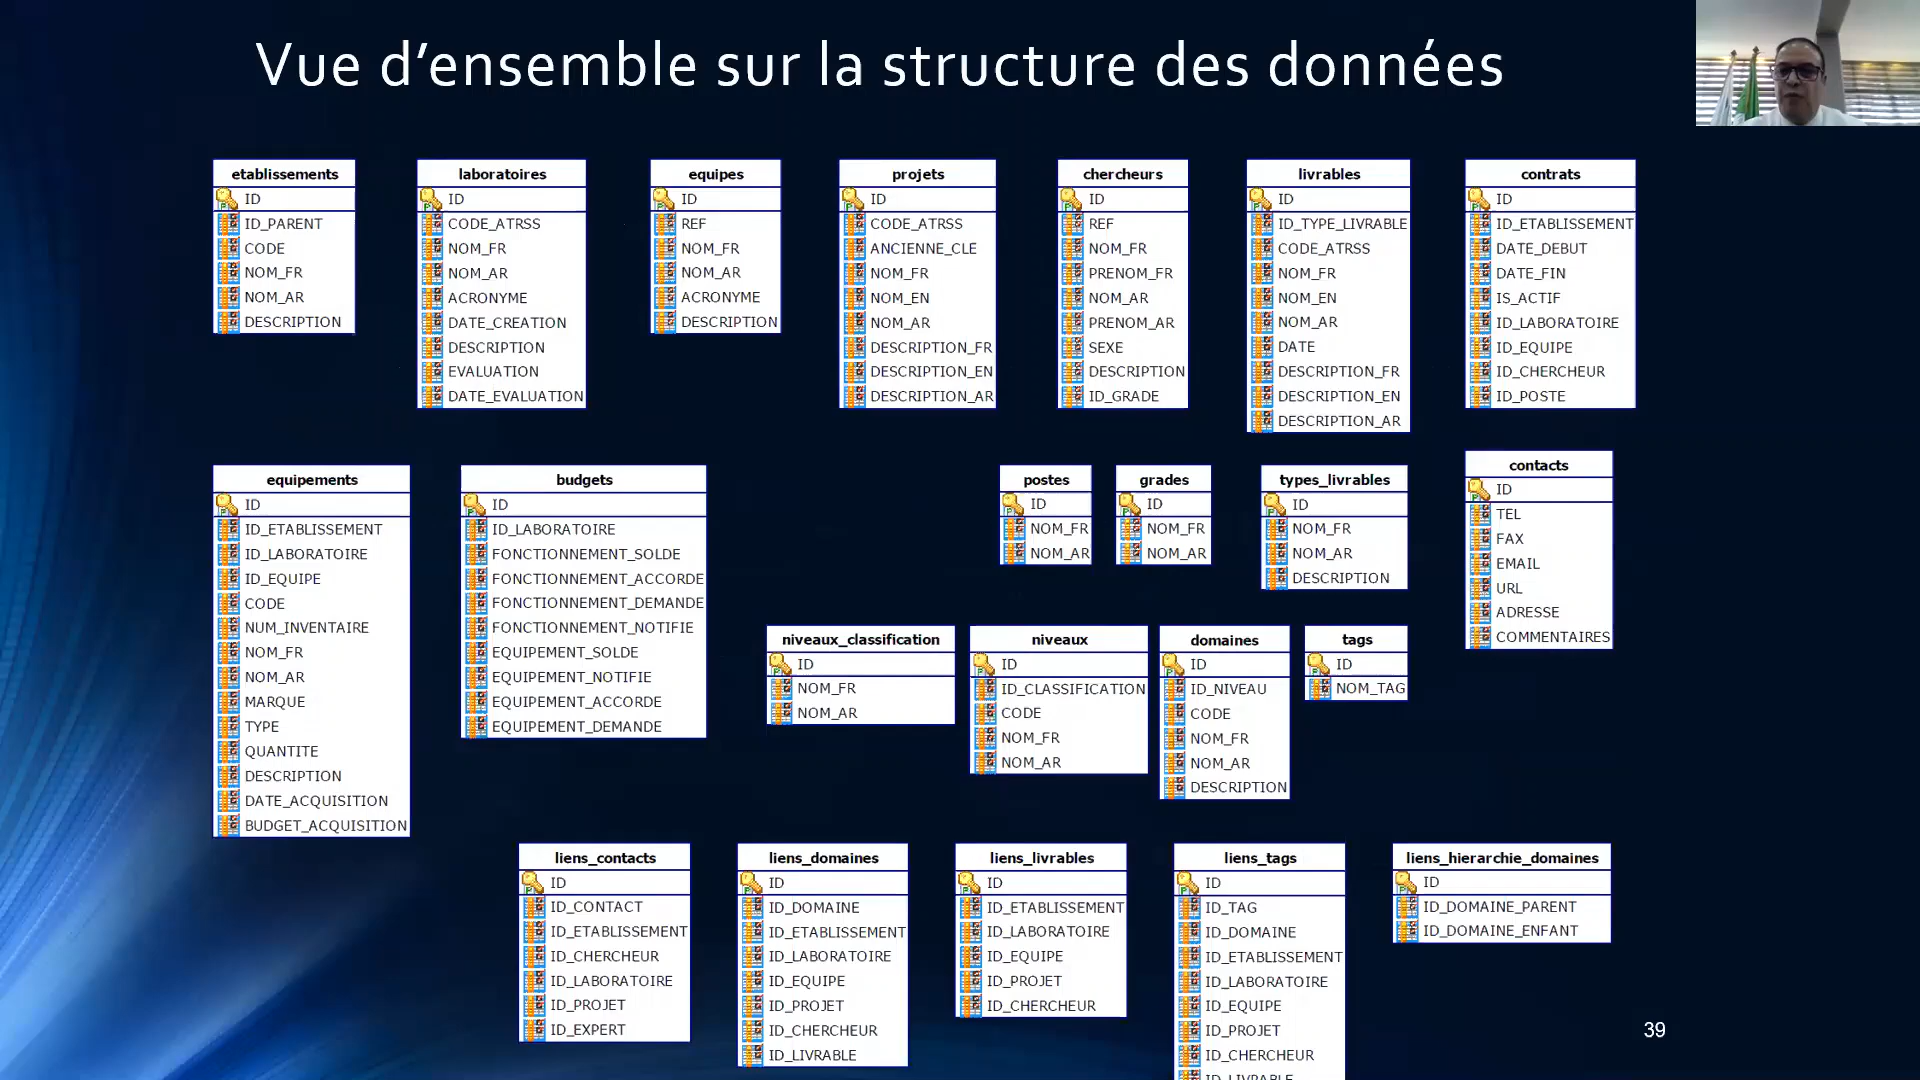 Vue d’ensemble sur la structure des données
etablissements
ID
ID_PARENT
CODE
NOM_FR
NOM_AR
DESCRIPTION
laboratoires
ID
CODE_ATRSS
NOM_FR
NOM_AR
ACRONYME
DATE_CREATION
DESCRIPTION
EVALUATION
DATE_EVALUATION
equipes
ID
REF
NOM_FR
NOM_AR
ACRONYME
DESCRIPTION
projets
ID
CODE_ATRSS
ANCIENNE_CLE
NOM_FR
NOM_EN
NOM_AR
DESCRIPTION_FR
DESCRIPTION_EN
DESCRIPTION_AR
chercheurs
ID
REF
NOM_FR
PRENOM_FR
NOM_AR
PRENOM_AR
SEXE
DESCRIPTION
ID_GRADE
livrables
ID
ID_TYPE_LIVRABLE
CODE_ATRSS
NOM_FR
NOM_EN
NOM_AR
DATE
DESCRIPTION_FR
DESCRIPTION_EN
DESCRIPTION_AR
contrats
ID
ID_ETABLISSEMENT
DATE_DEBUT
DATE_FIN
IS_ACTIF
ID_LABORATOIRE
ID_EQUIPE
ID_CHERCHEUR
ID_POSTE
equipements
ID
ID_ETABLISSEMENT
ID_LABORATOIRE
ID_EQUIPE
CODE
NUM_INVENTAIRE
NOM_FR
NOM_AR
MARQUE
TYPE
QUANTITE
DESCRIPTION
DATE_ACQUISITION
BUDGET_ACQUISITION
budgets
ID
ID_LABORATOIRE
FONCTIONNEMENT_SOLDE
FONCTIONNEMENT_ACCORDE
FONCTIONNEMENT_DEMANDE
FONCTIONNEMENT_NOTIFIE
EQUIPEMENT_SOLDE
EQUIPEMENT_NOTIFIE
EQUIPEMENT_ACCORDE
EQUIPEMENT_DEMANDE
postes
ID
NOM_FR
NOM_AR
grades
ID
NOM_FR
NOM_AR
types_livrables
ID
NOM_FR
NOM_AR
DESCRIPTION
contacts
ID
TEL
FAX
EMAIL
URL
ADRESSE
COMMENTAIRES
niveaux_classification
ID
NOM_FR
NOM_AR
niveaux
ID
ID_CLASSIFICATION
CODE
NOM_FR
NOM_AR
domaines
ID
ID_NIVEAU
CODE
NOM_FR
NOM_AR
DESCRIPTION
tags
ID
NOM_TAG
liens_contacts
ID
ID_CONTACT
ID_ETABLISSEMENT
ID_CHERCHEUR
ID_LABORATOIRE
ID_PROJET
ID_EXPERT
liens_domaines
ID
ID_DOMAINE
ID_ETABLISSEMENT
ID_LABORATOIRE
ID_EQUIPE
ID_PROJET
ID_CHERCHEUR
ID_LIVRABLE
liens_livrables
ID
ID_ETABLISSEMENT
ID_LABORATOIRE
ID_EQUIPE
ID_PROJET
ID_CHERCHEUR
liens_tags
ID
ID_TAG
ID_DOMAINE
ID_ETABLISSEMENT
ID_LABORATOIRE
ID_EQUIPE
ID_PROJET
ID_CHERCHEUR
ID_LIVRABLE
liens_hierarchie_domaines
ID
ID_DOMAINE_PARENT
ID_DOMAINE_ENFANT
39